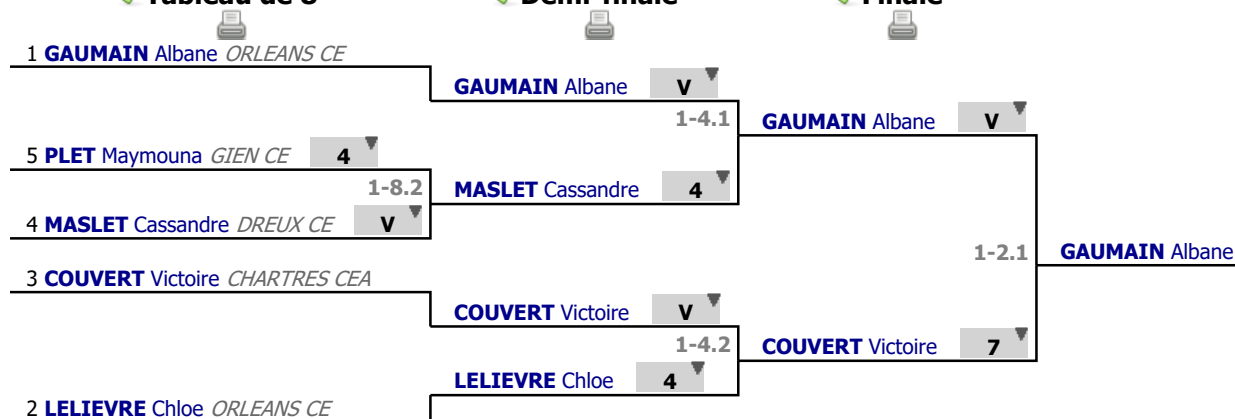 Tableau de 8 Demi-finale Finale
1 GAUMAIN Albane ORLEANS CE
GAUMAIN Albane V
1-4.1
GAUMAIN Albane V
5 PLET Maymouna GIEN CE 4
1-8.2
MASLET Cassandre 4
4 MASLET Cassandre DREUX CE V
1-2.1
GAUMAIN Albane
3 COUVERT Victoire CHARTRES CEA
COUVERT Victoire V
1-4.2
COUVERT Victoire 7
LELIEVRE Chloe 4
2 LELIEVRE Chloe ORLEANS CE